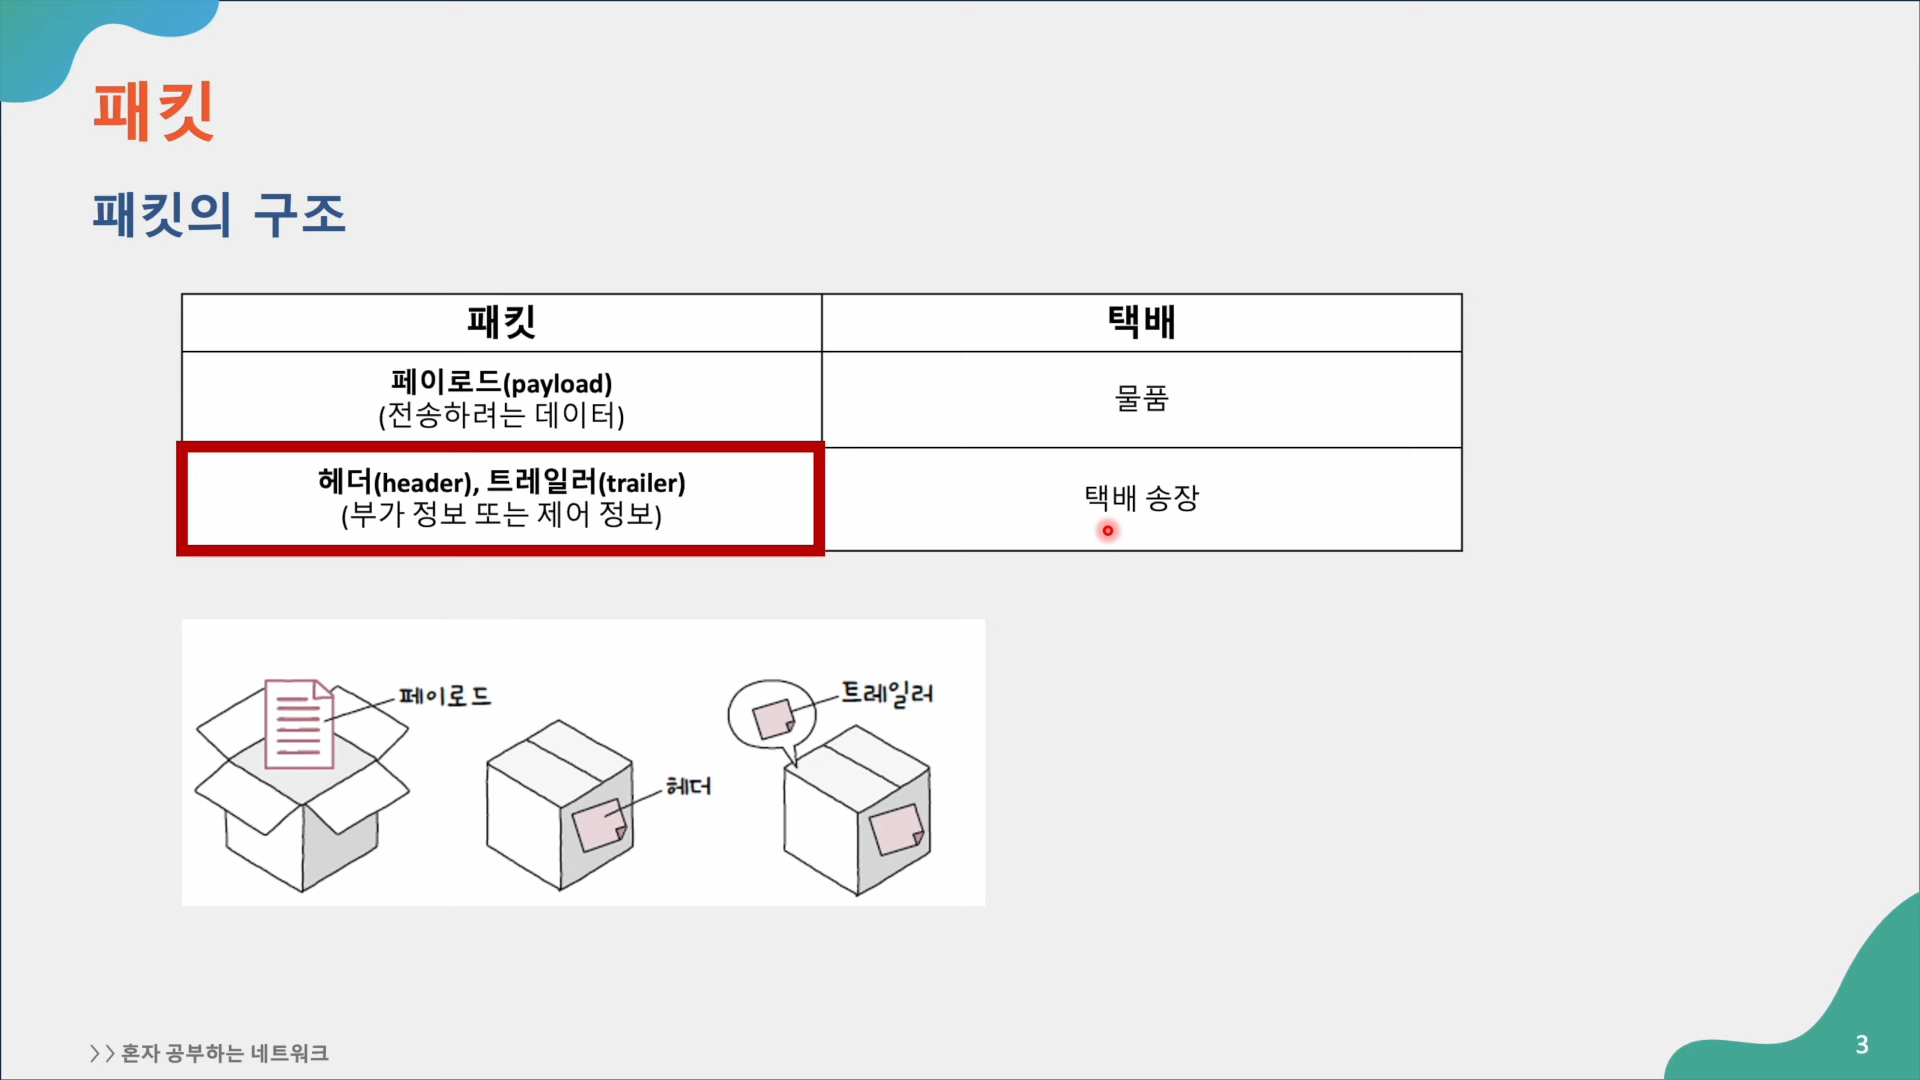 패킷
패킷의 구조
패킷
택배
페이로드(payload)
(전송하려는 데이터)
물품
헤더(header), 트레일러(trailer)
(부가 정보 또는 제어 정보)
택배 송장
페이로드
헤더
트레일러
>> 혼자 공부하는 네트워크
3